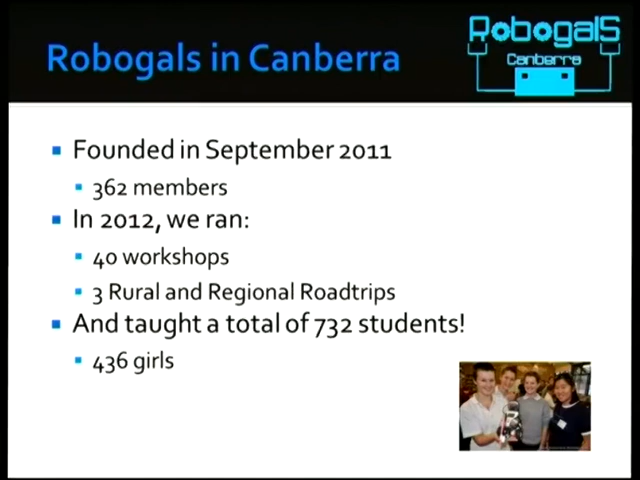 Robogals in Canberra
RobogalS
Canberra
Founded in September 2011
362 members
In 2012, we ran:
40 workshops
3 Rural and Regional Roadtrips
And taught a total of 732 students!
436 girls